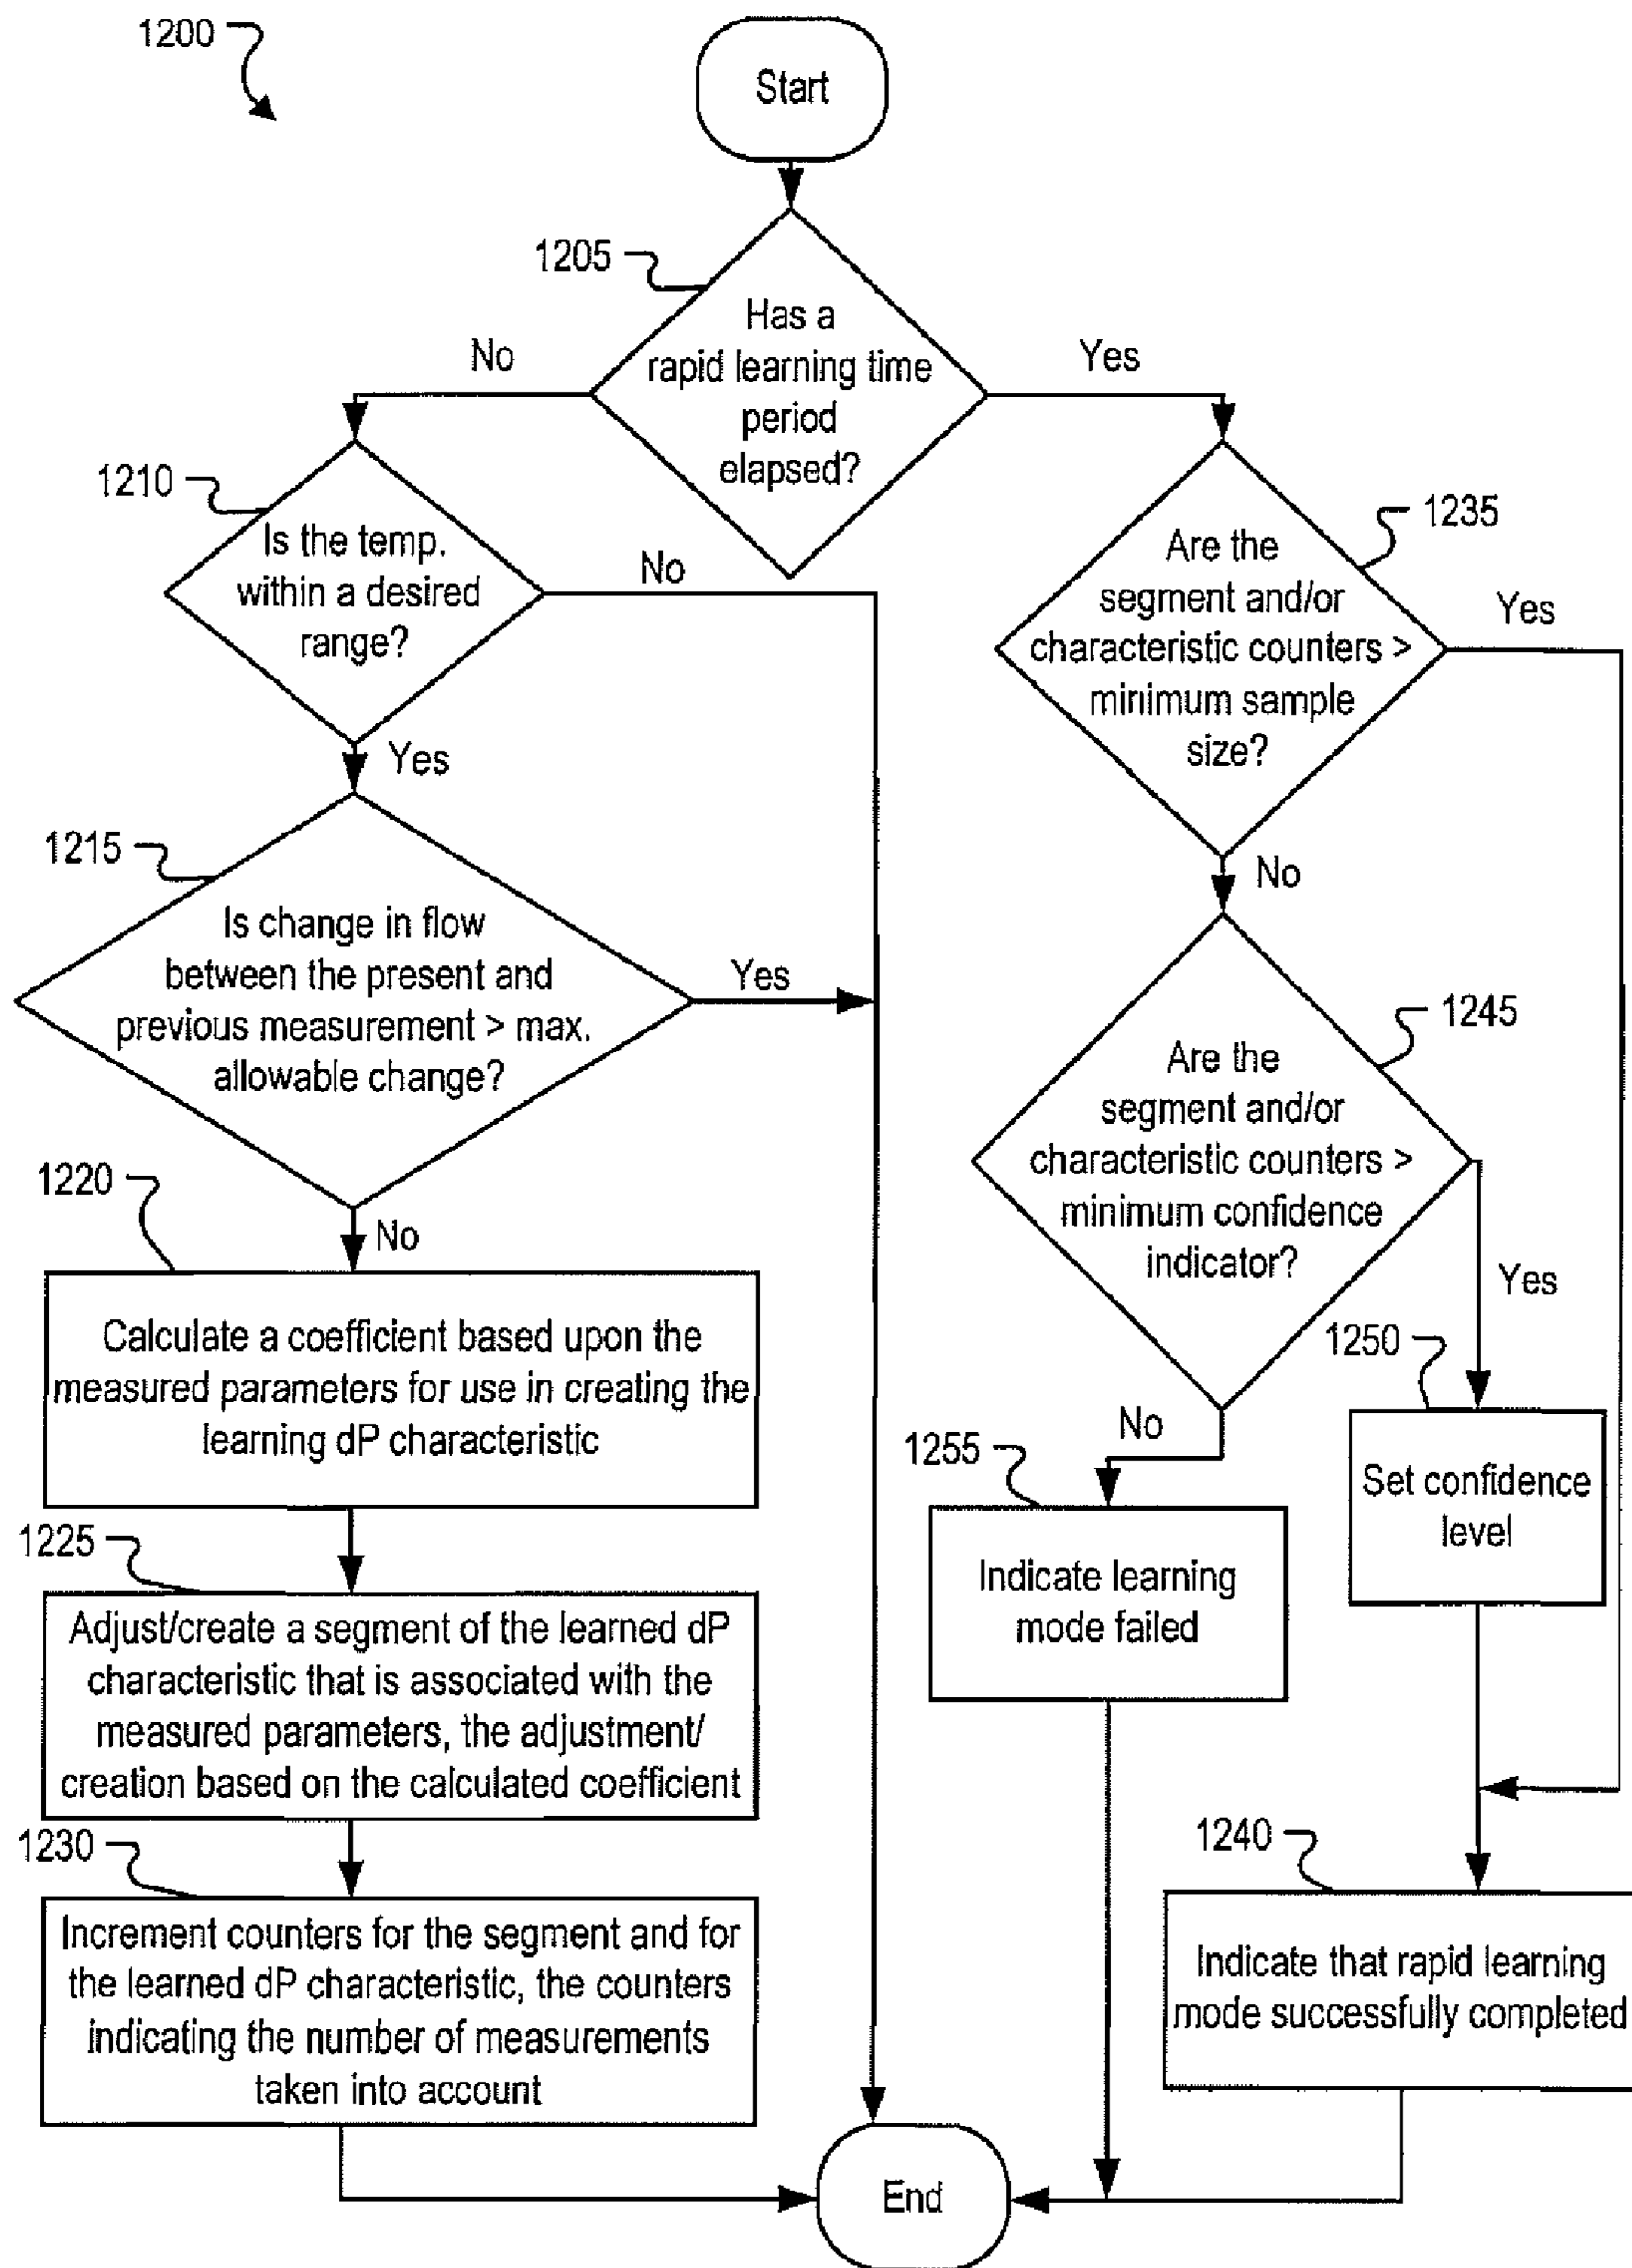 1200
Start
1205
Has a
rapid learning time
period
elapsed?
No
Yes
1210
Is the temp.
within a desired
range?
No
Yes
1215
Is change in flow
between the present and
previous measurement > max.
allowable change?
Yes
No
1220
Calculate a coefficient based upon the
measured parameters for use in creating the
learning dP characteristic
1225
Adjust/create a segment of the learned dP
characteristic that is associated with the
measured parameters, the adjustment/
creation based on the calculated coefficient
1230
Increment counters for the segment and for
the learned dP characteristic, the counters
indicating the number of measurements
taken into account
1235
Are the
segment and/or
characteristic counters >
minimum sample
size?
Yes
No
1245
Are the
segment and/or
characteristic counters >
minimum confidence
indicator?
Yes
No
1250
Set confidence
level
1255
Indicate learning
mode failed
1240
Indicate that rapid learning
mode successfully completed
End